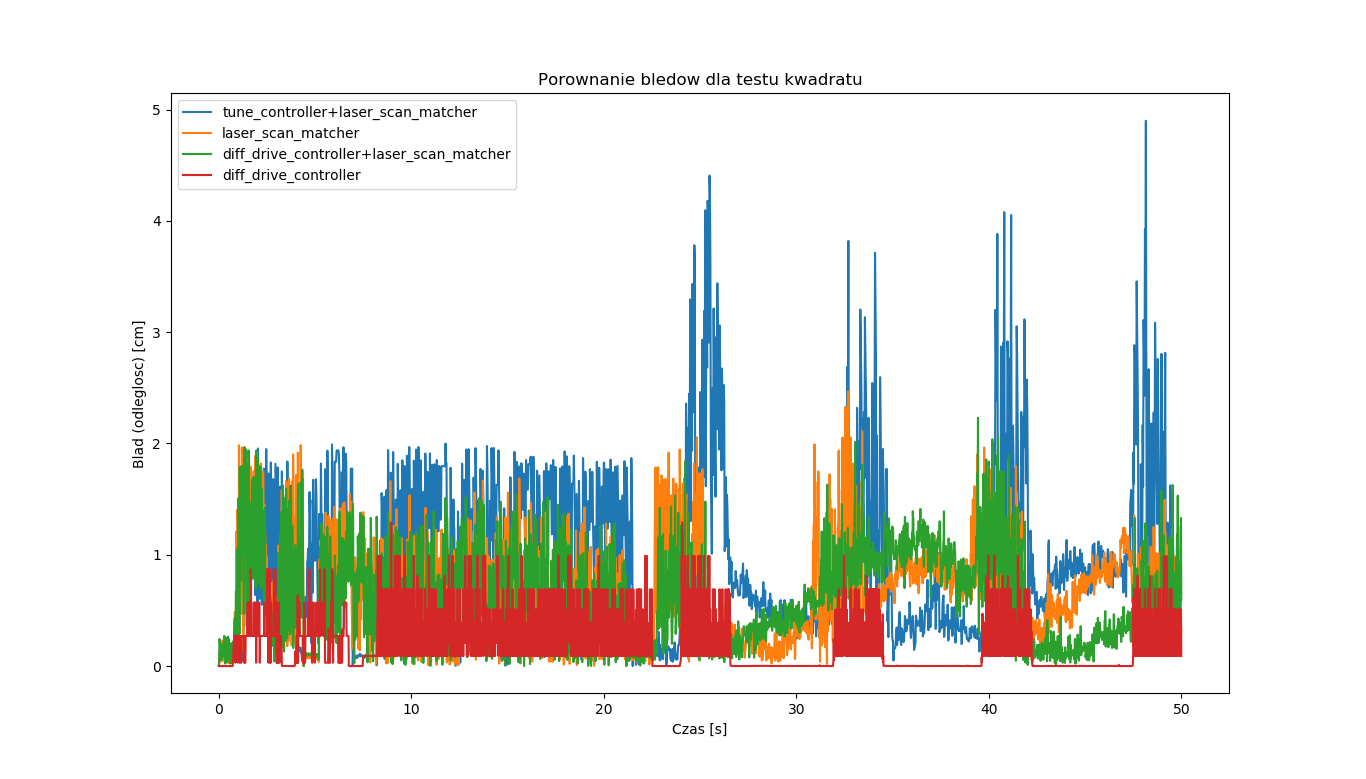 Porownanie bledow dla testu kwadratu
tune_controller+laser_scan_matcher
laser_scan_matcher
diff_drive_controller+laser_scan_matcher
diff_drive_controller
Blad (odleglosc) [cm]
5
4
3
2
1
0
0 10 20 30 40 50
Czas [s]